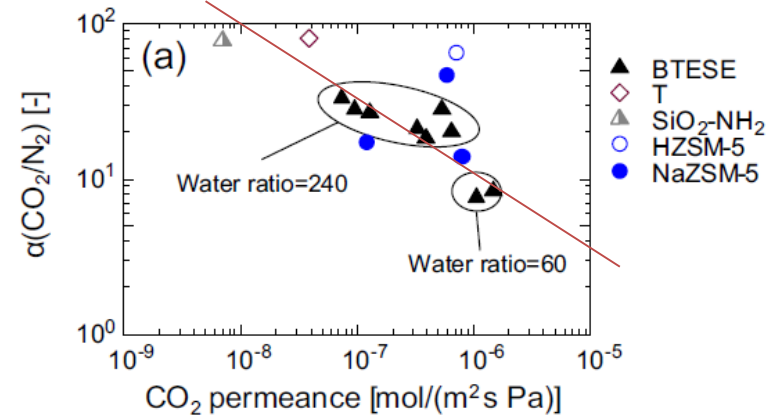 (a)
α(CO₂/N₂) [-]
10²
10¹
10⁰
Water ratio=240
Water ratio=60
10⁻⁹ 10⁻⁸ 10⁻⁷ 10⁻⁶ 10⁻⁵
CO₂ permeance [mol/(m²s Pa)]
BTESE
T
SiO₂-NH₂
HZSM-5
NaZSM-5